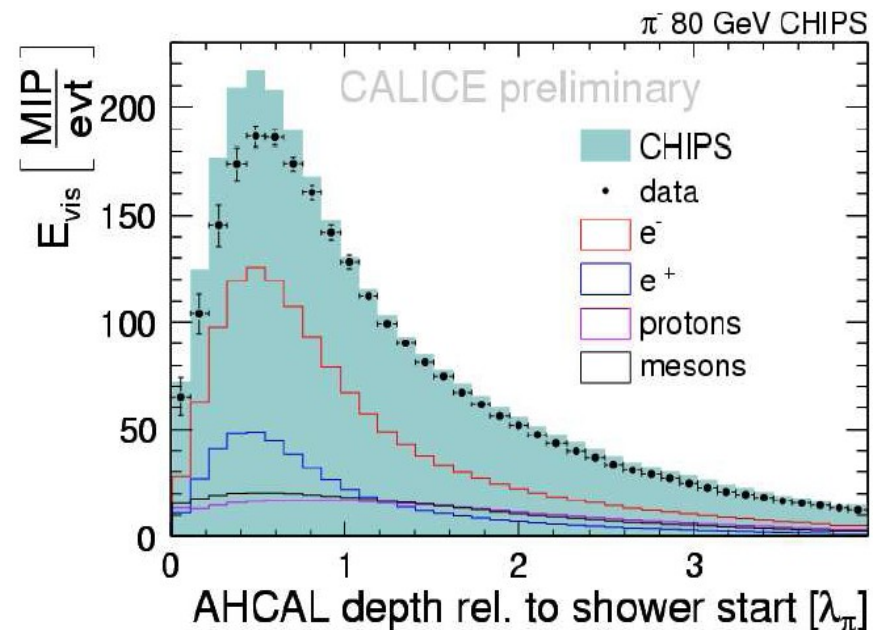 π⁻ 80 GeV CHIPS
CALICE preliminary
E_vis [MIP/evt]
200
150
100
50
0
CHIPS
data
e⁻
e⁺
protons
mesons
0 1 2 3
AHCAL depth rel. to shower start [λ_π]